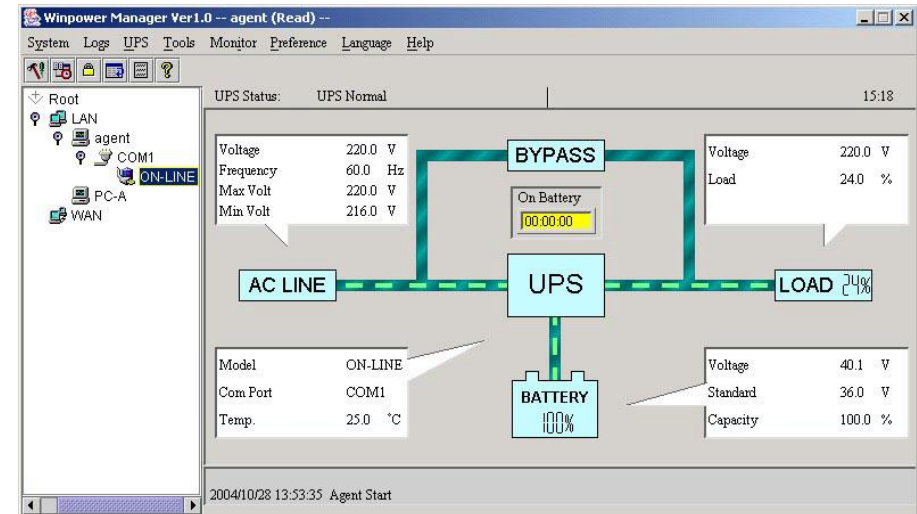 Winpower Manager Ver1.0 -- agent (Read) --
System Logs UPS Tools Monitor Preference Language Help
Root
LAN
agent
COM1
ON-LINE
PC-A
WAN
UPS Status: UPS Normal 15:18
Voltage 220.0 V
Frequency 60.0 Hz
Max Volt 220.0 V
Min Volt 216.0 V
BYPASS
On Battery
00:00:00
Voltage 220.0 V
Load 24.0 %
AC LINE
UPS
LOAD 24%
Model ON-LINE
Com Port COM1
Temp. 25.0 °C
BATTERY
100%
Voltage 40.1 V
Standard 36.0 V
Capacity 100.0 %
2004/10/28 13:53:35 Agent Start